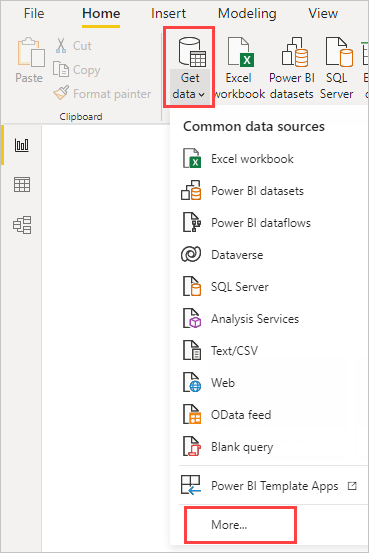 File Home Insert Modeling View
Paste
Cut
Copy
Format painter
Clipboard
Get
data
Excel
workbook
Power BI
datasets
SQL
Server
Common data sources
Excel workbook
Power BI datasets
Power BI dataflows
Dataverse
SQL Server
Analysis Services
Text/CSV
Web
OData feed
Blank query
Power BI Template Apps
More...